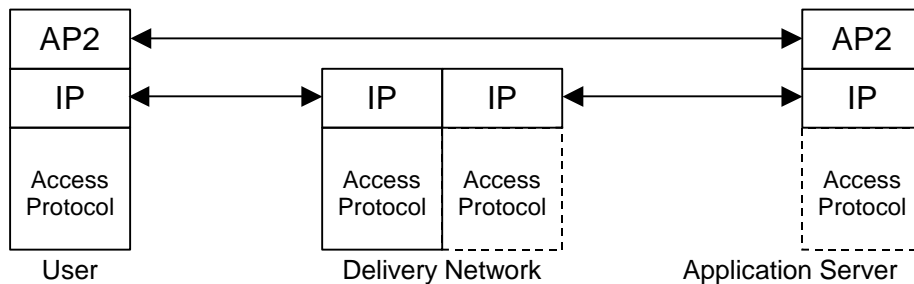 AP2 AP2
IP IP IP IP
Access Access Access Access
Protocol Protocol Protocol Protocol
User Delivery Network Application Server